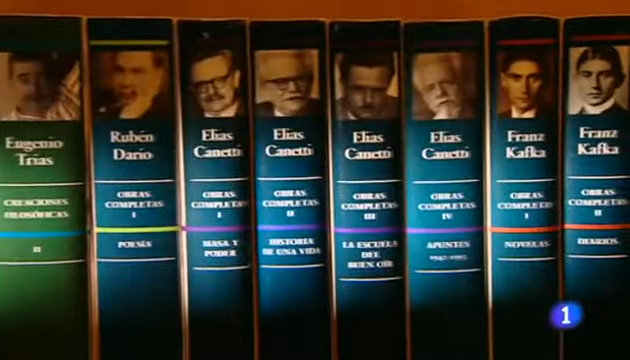 Eugenio
Trías
CREACIONES
FILOSÓFICAS
II
Rubén
Darío
OBRAS
COMPLETAS
I
POESÍA
Elias
Canetti
OBRAS
COMPLETAS
I
MASA Y
PODER
Elias
Canetti
OBRAS
COMPLETAS
II
HISTORIA
DE UNA VIDA
Elias
Canetti
OBRAS
COMPLETAS
III
LA ESCUELA
DEL
BUEN OÍR
Elias
Canetti
OBRAS
COMPLETAS
IV
APUNTES
Franz
Kafka
OBRAS
COMPLETAS
I
NOVELAS
Franz
Kafka
OBRAS
COMPLETAS
II
DIARIOS
1